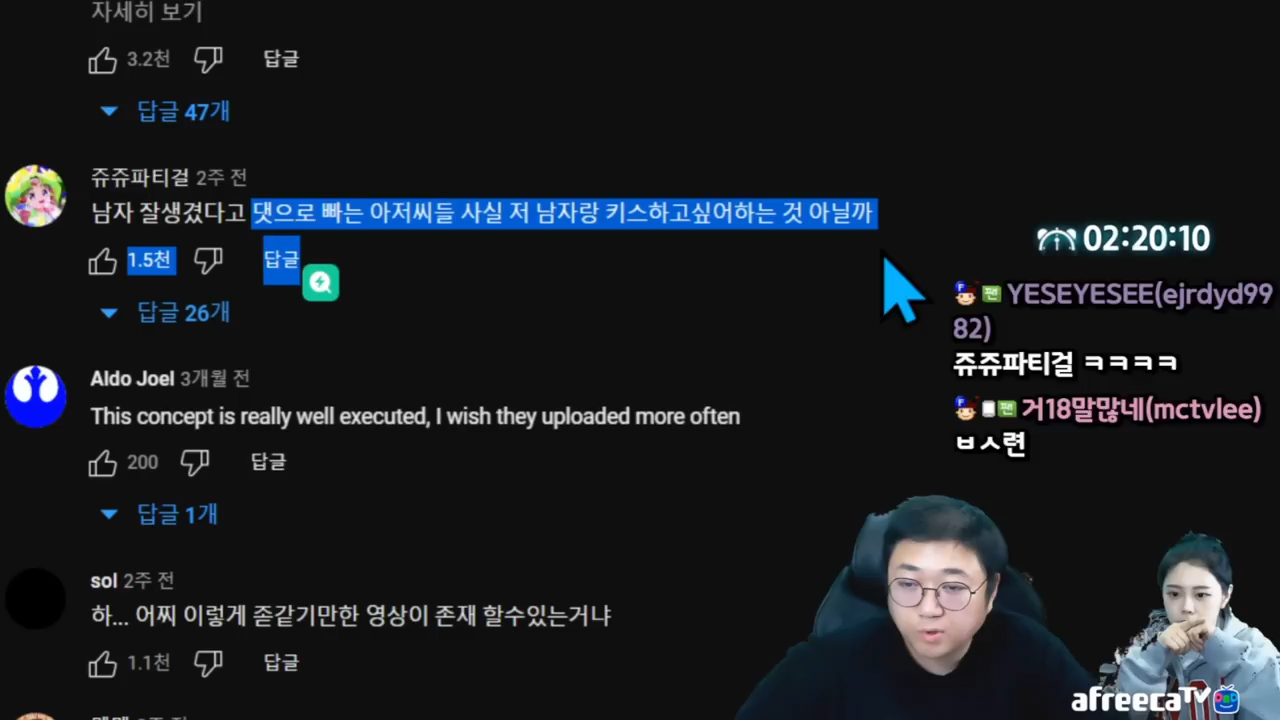 자세히 보기
3.2천 답글
답글 47개
쥬쥬파티걸 2주 전
남자 잘생겼다고 댓으로 빠는 아저씨들 사실 저 남자랑 키스하고싶어하는 것 아닐까
1.5천 답글
답글 26개
Aldo Joel 3개월 전
This concept is really well executed, I wish they uploaded more often
200 답글
답글 1개
sol 2주 전
하... 어찌 이렇게 좆같기만한 영상이 존재 할수있는거냐
1.1천 답글
02:20:10
팬 YESEYESEE(ejrdyd99
82)
쥬쥬파티걸 ㅋㅋㅋㅋ
팬 거18말많네(mctvlee)
ㅂㅅ련
afreecaTV